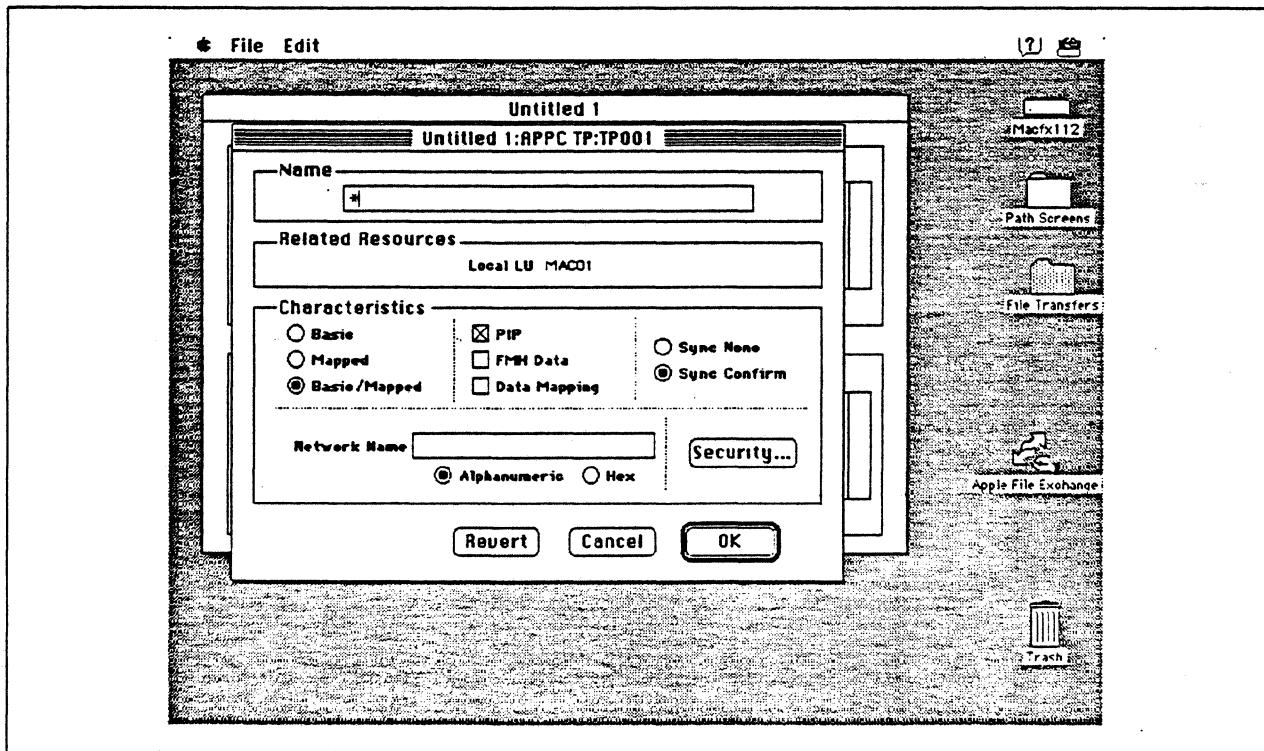 File Edit
Untitled 1
Untitled 1:APPC TP:TP001
Name
*
Related Resources
Local LU MAC01
Characteristics
Basic
Mapped
Basic/Mapped
PIP
FMH Data
Data Mapping
Sync None
Sync Confirm
Network Name
Alphanumeric Hex
Security...
Revert Cancel OK
Macfx112
Path Screens
File Transfers
Apple File Exchange
Trash